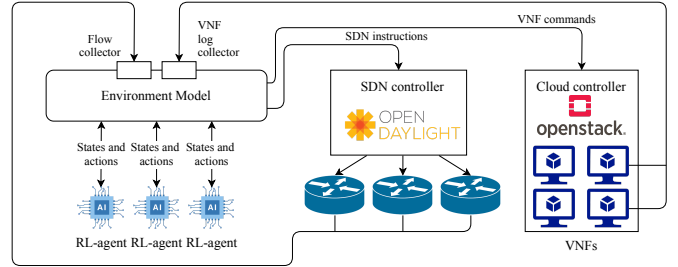 Flow
collector
VNF
log
collector
VNF commands
SDN instructions
Environment Model
SDN controller
OPEN
DAYLIGHT
Cloud controller
openstack.
States and
actions
States and
actions
States and
actions
AI
AI
AI
RL-agent RL-agent RL-agent
VNFs